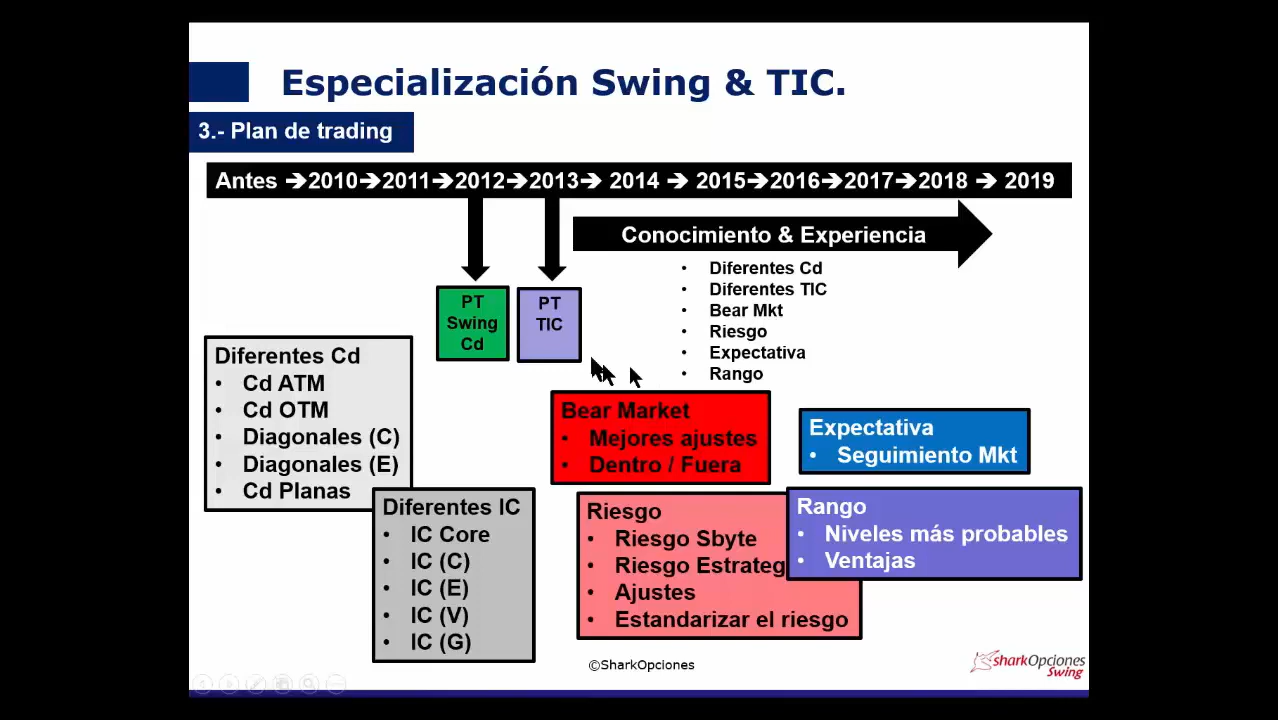 Especialización Swing & TIC.
3.- Plan de trading
Antes ➔2010➔2011➔2012➔2013➔ 2014 ➔ 2015➔2016➔2017➔2018 ➔ 2019
Conocimiento & Experiencia
• Diferentes Cd
• Diferentes TIC
• Bear Mkt
• Riesgo
• Expectativa
• Rango
PT
Swing
Cd
PT
TIC
Diferentes Cd
• Cd ATM
• Cd OTM
• Diagonales (C)
• Diagonales (E)
• Cd Planas
Diferentes IC
• IC Core
• IC (C)
• IC (E)
• IC (V)
• IC (G)
Bear Market
• Mejores ajustes
• Dentro / Fuera
Riesgo
• Riesgo Sbyte
• Riesgo Estrateg
• Ajustes
• Estandarizar el riesgo
Expectativa
• Seguimiento Mkt
Rango
• Niveles más probables
• Ventajas
©SharkOpciones
sharkOpciones
Swing